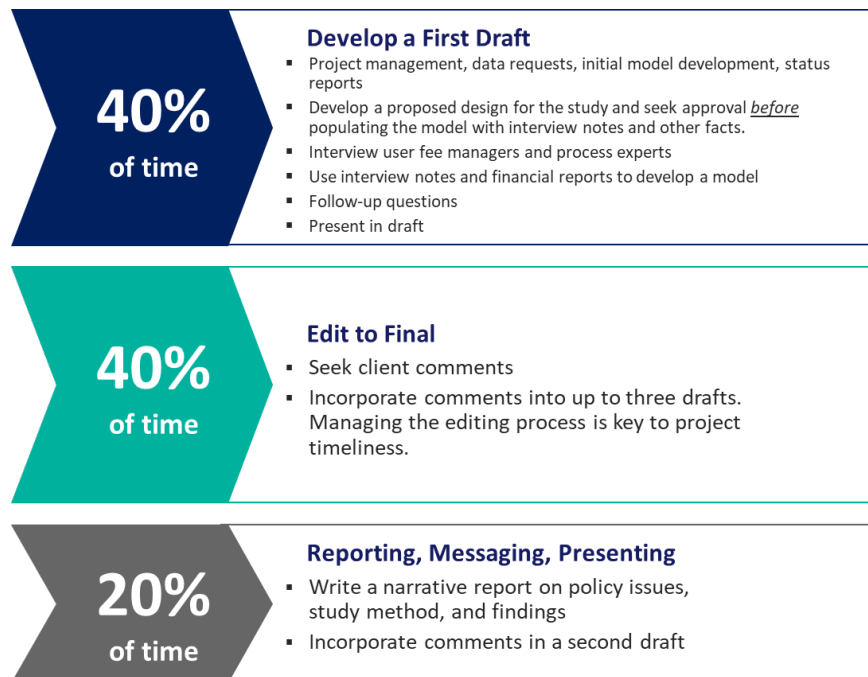 40%
of time
Develop a First Draft
▪ Project management, data requests, initial model development, status
reports
▪ Develop a proposed design for the study and seek approval before
populating the model with interview notes and other facts.
▪ Interview user fee managers and process experts
▪ Use interview notes and financial reports to develop a model
▪ Follow-up questions
▪ Present in draft
40%
of time
Edit to Final
▪ Seek client comments
▪ Incorporate comments into up to three drafts.
Managing the editing process is key to project
timeliness.
20%
of time
Reporting, Messaging, Presenting
▪ Write a narrative report on policy issues,
study method, and findings
▪ Incorporate comments in a second draft